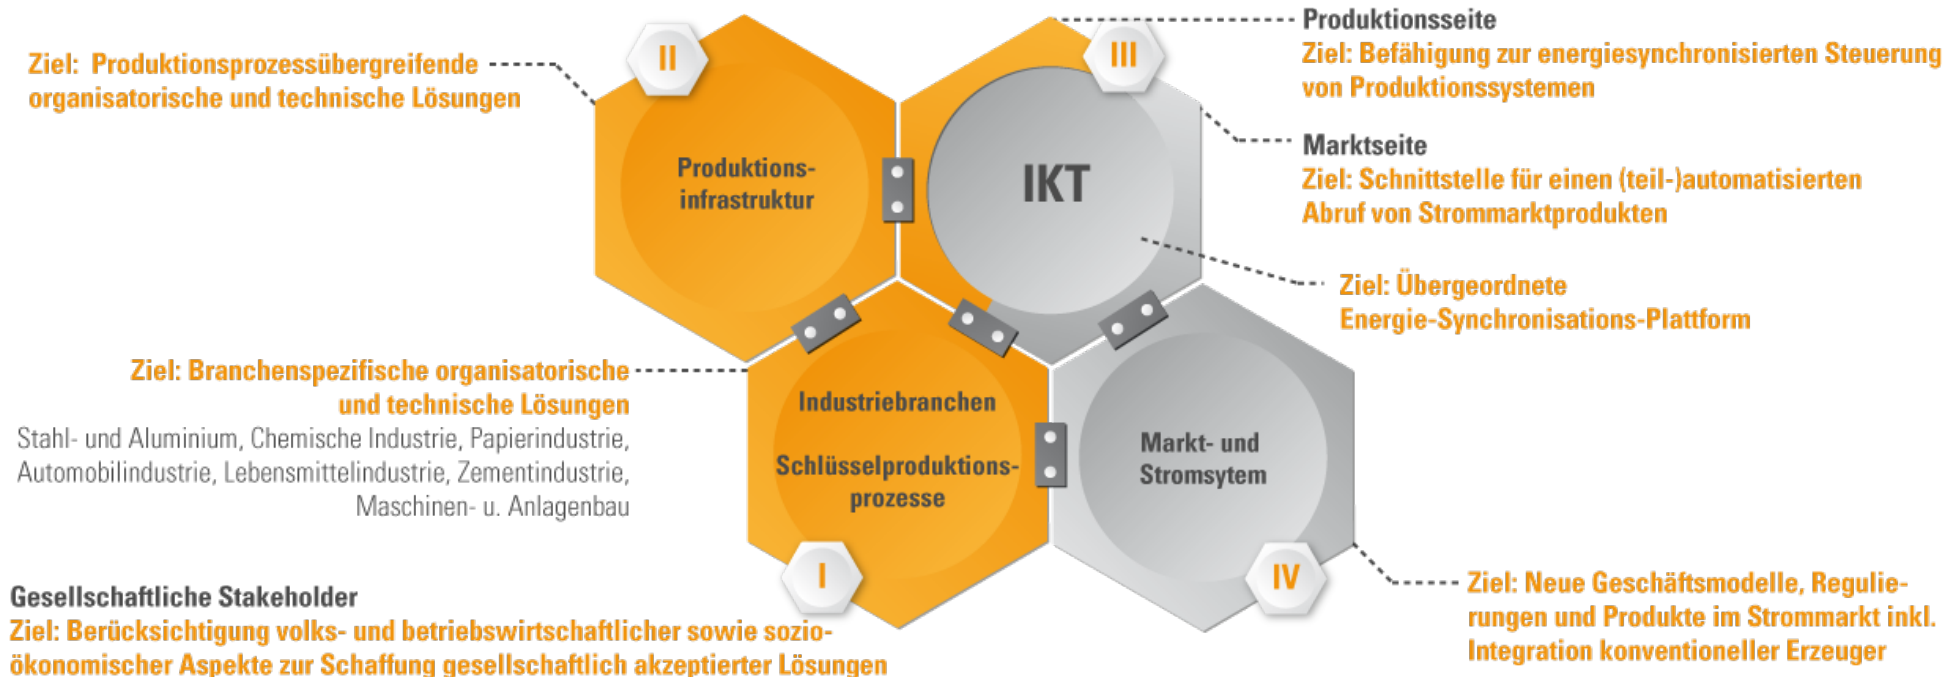 II
Ziel: Produktionsprozessübergreifende
organisatorische und technische Lösungen
Produktions-
infrastruktur
III
IKT
Produktionsseite
Ziel: Befähigung zur energiesynchronisierten Steuerung
von Produktionssystemen
Marktseite
Ziel: Schnittstelle für einen (teil-)automatisierten
Abruf von Strommarktprodukten
Ziel: Übergeordnete
Energie-Synchronisations-Plattform
Ziel: Branchenspezifische organisatorische
und technische Lösungen
Stahl- und Aluminium, Chemische Industrie, Papierindustrie,
Automobilindustrie, Lebensmittelindustrie, Zementindustrie,
Maschinen- u. Anlagenbau
Industriebranchen
Schlüsselproduktions-
prozesse
I
Markt- und
Stromsytem
IV
Gesellschaftliche Stakeholder
Ziel: Berücksichtigung volks- und betriebswirtschaftlicher sowie sozio-
ökonomischer Aspekte zur Schaffung gesellschaftlich akzeptierter Lösungen
Ziel: Neue Geschäftsmodelle, Regulie-
rungen und Produkte im Strommarkt inkl.
Integration konventioneller Erzeuger